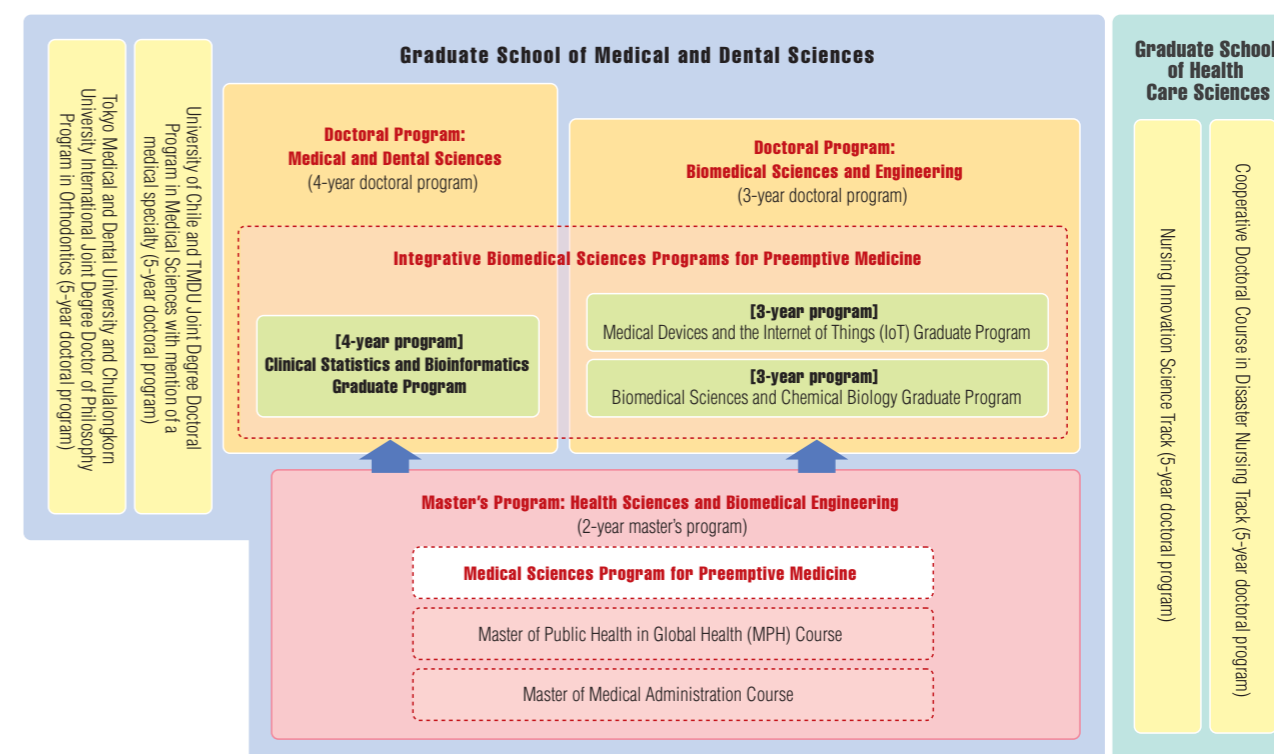 Graduate School of Medical and Dental Sciences
Tokyo Medical and Dental University and Chulalongkorn
University International Joint Degree Doctor of Philosophy
Program in Orthodontics (5-year doctoral program)
University of Chile and TMDU Joint Degree Doctoral
Program in Medical Sciences with mention of a
medical specialty (5-year doctoral program)
Doctoral Program:
Medical and Dental Sciences
(4-year doctoral program)
Doctoral Program:
Biomedical Sciences and Engineering
(3-year doctoral program)
Integrative Biomedical Sciences Programs for Preemptive Medicine
[4-year program]
Clinical Statistics and Bioinformatics
Graduate Program
[3-year program]
Medical Devices and the Internet of Things (IoT) Graduate Program
[3-year program]
Biomedical Sciences and Chemical Biology Graduate Program
Master's Program: Health Sciences and Biomedical Engineering
(2-year master's program)
Medical Sciences Program for Preemptive Medicine
Master of Public Health in Global Health (MPH) Course
Master of Medical Administration Course
Graduate School
of Health
Care Sciences
Nursing Innovation Science Track (5-year doctoral program)
Cooperative Doctoral Course in Disaster Nursing Track (5-year doctoral program)